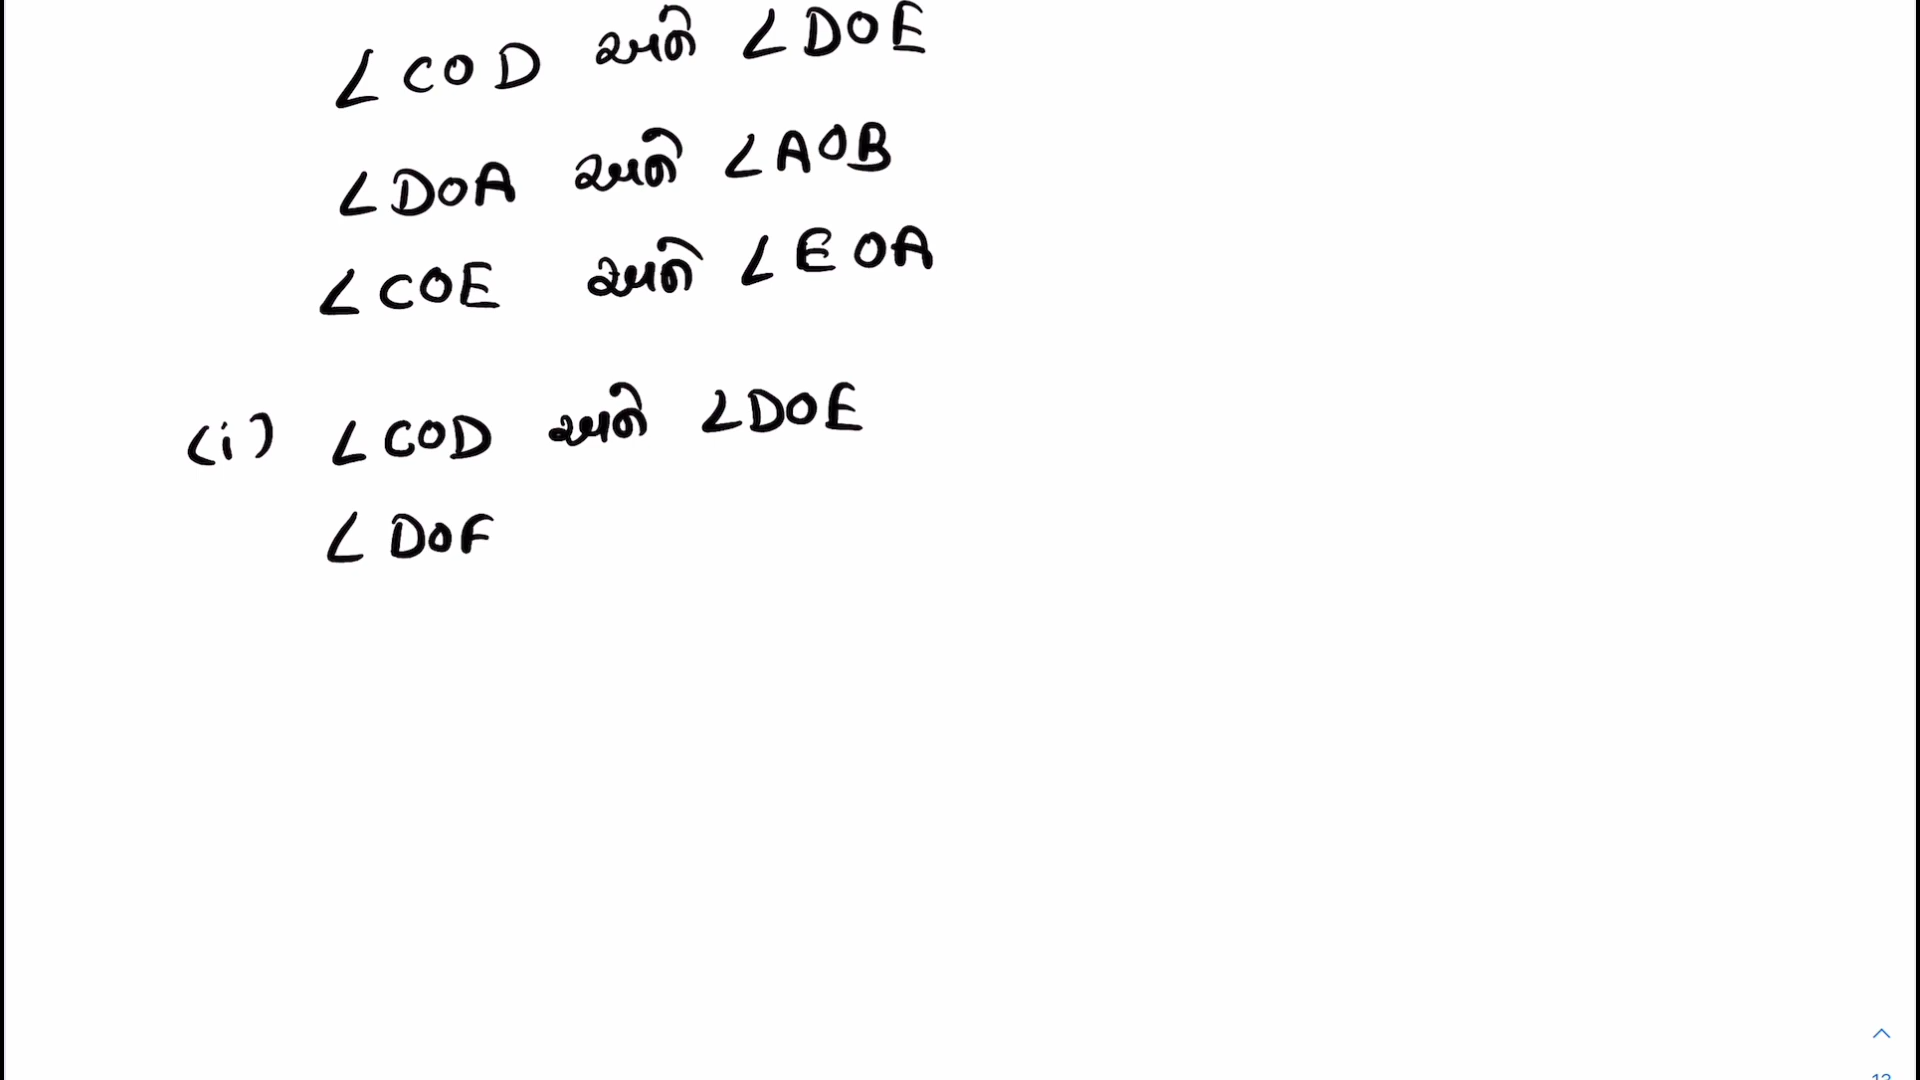 ∠COD અને ∠DOE
∠DOA અને ∠AOB
∠COE અને ∠EOA
(i) ∠COD અને ∠DOE
∠DOF